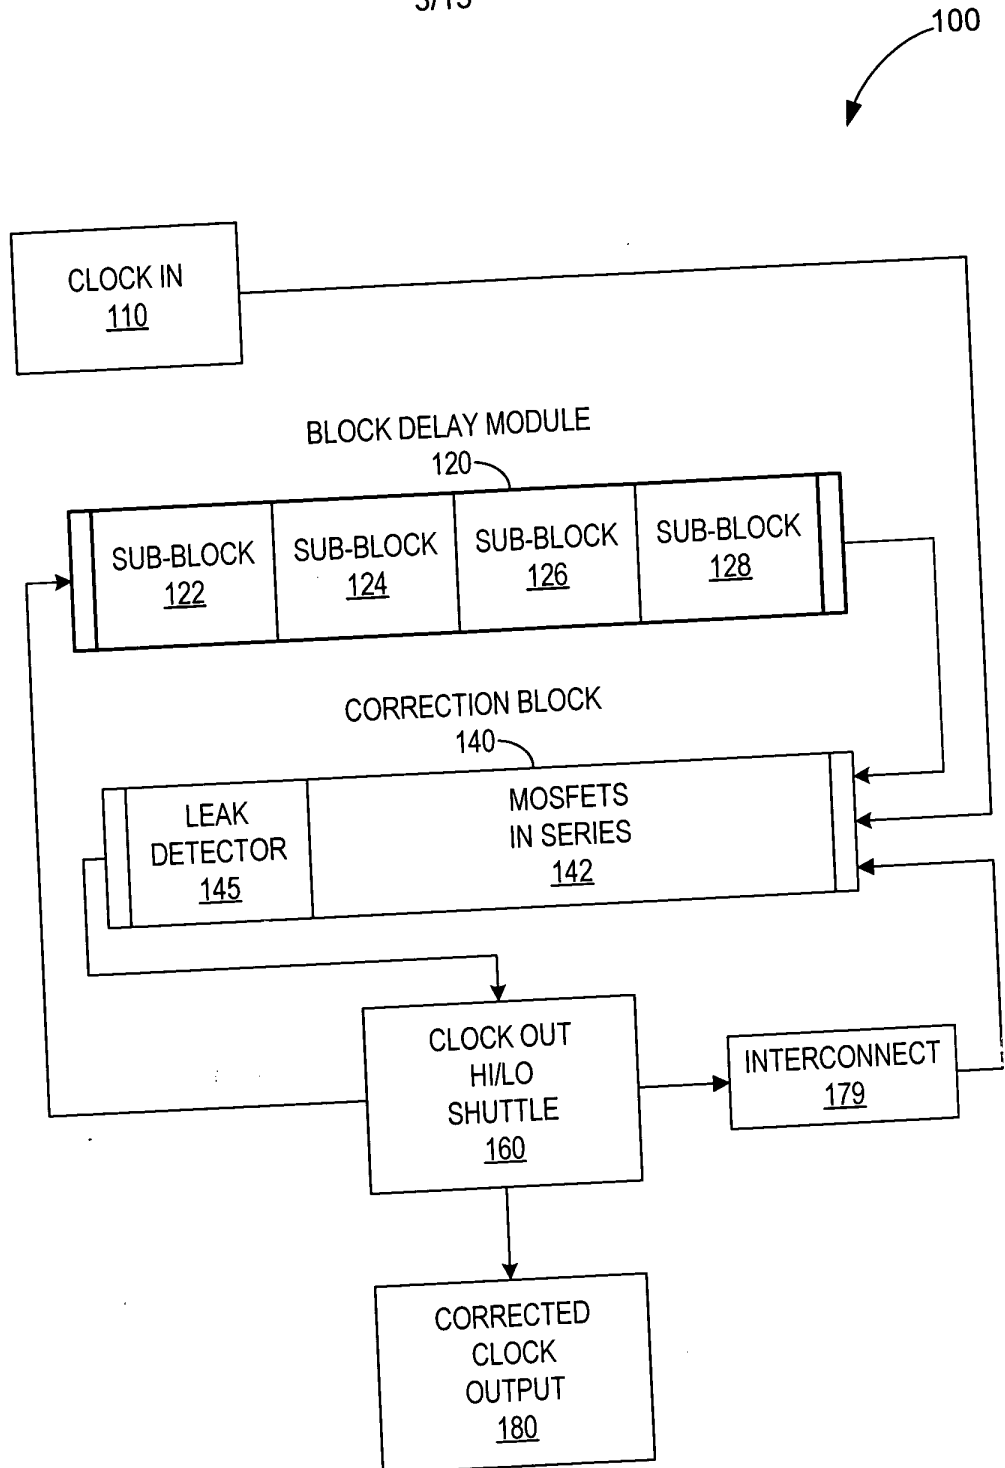 3/15
100
CLOCK IN
110
BLOCK DELAY MODULE
120
SUB-BLOCK
122
SUB-BLOCK
124
SUB-BLOCK
126
SUB-BLOCK
128
CORRECTION BLOCK
140
LEAK
DETECTOR
145
MOSFETS
IN SERIES
142
CLOCK OUT
HI/LO
SHUTTLE
160
INTERCONNECT
179
CORRECTED
CLOCK
OUTPUT
180